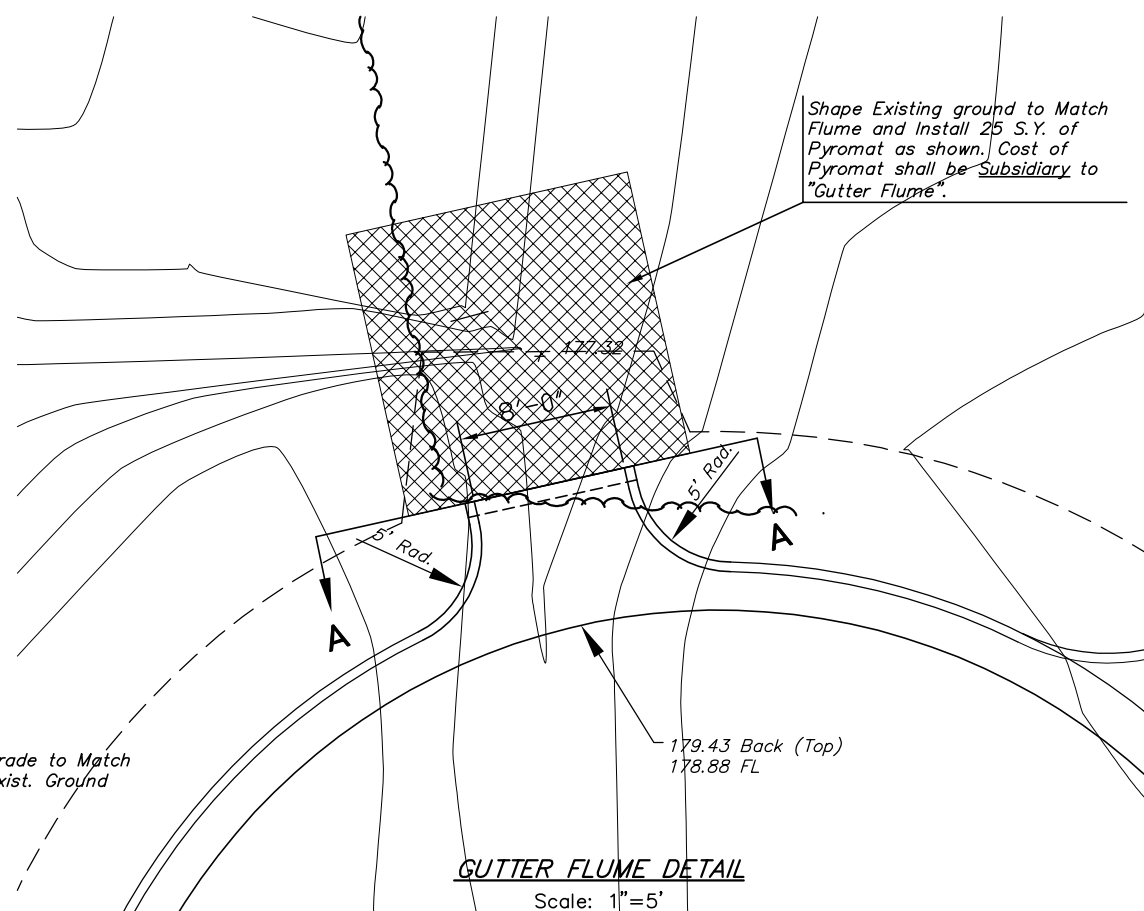 Shape Existing ground to Match
Flume and Install 25 S.Y. of
Pyromat as shown. Cost of
Pyromat shall be Subsidiary to
"Gutter Flume".
177.32
8'-0"
5' Rad.
5' Rad.
A
A
179.43 Back (Top)
178.88 FL
rade to Match
xist. Ground
GUTTER FLUME DETAIL
Scale: 1"=5'